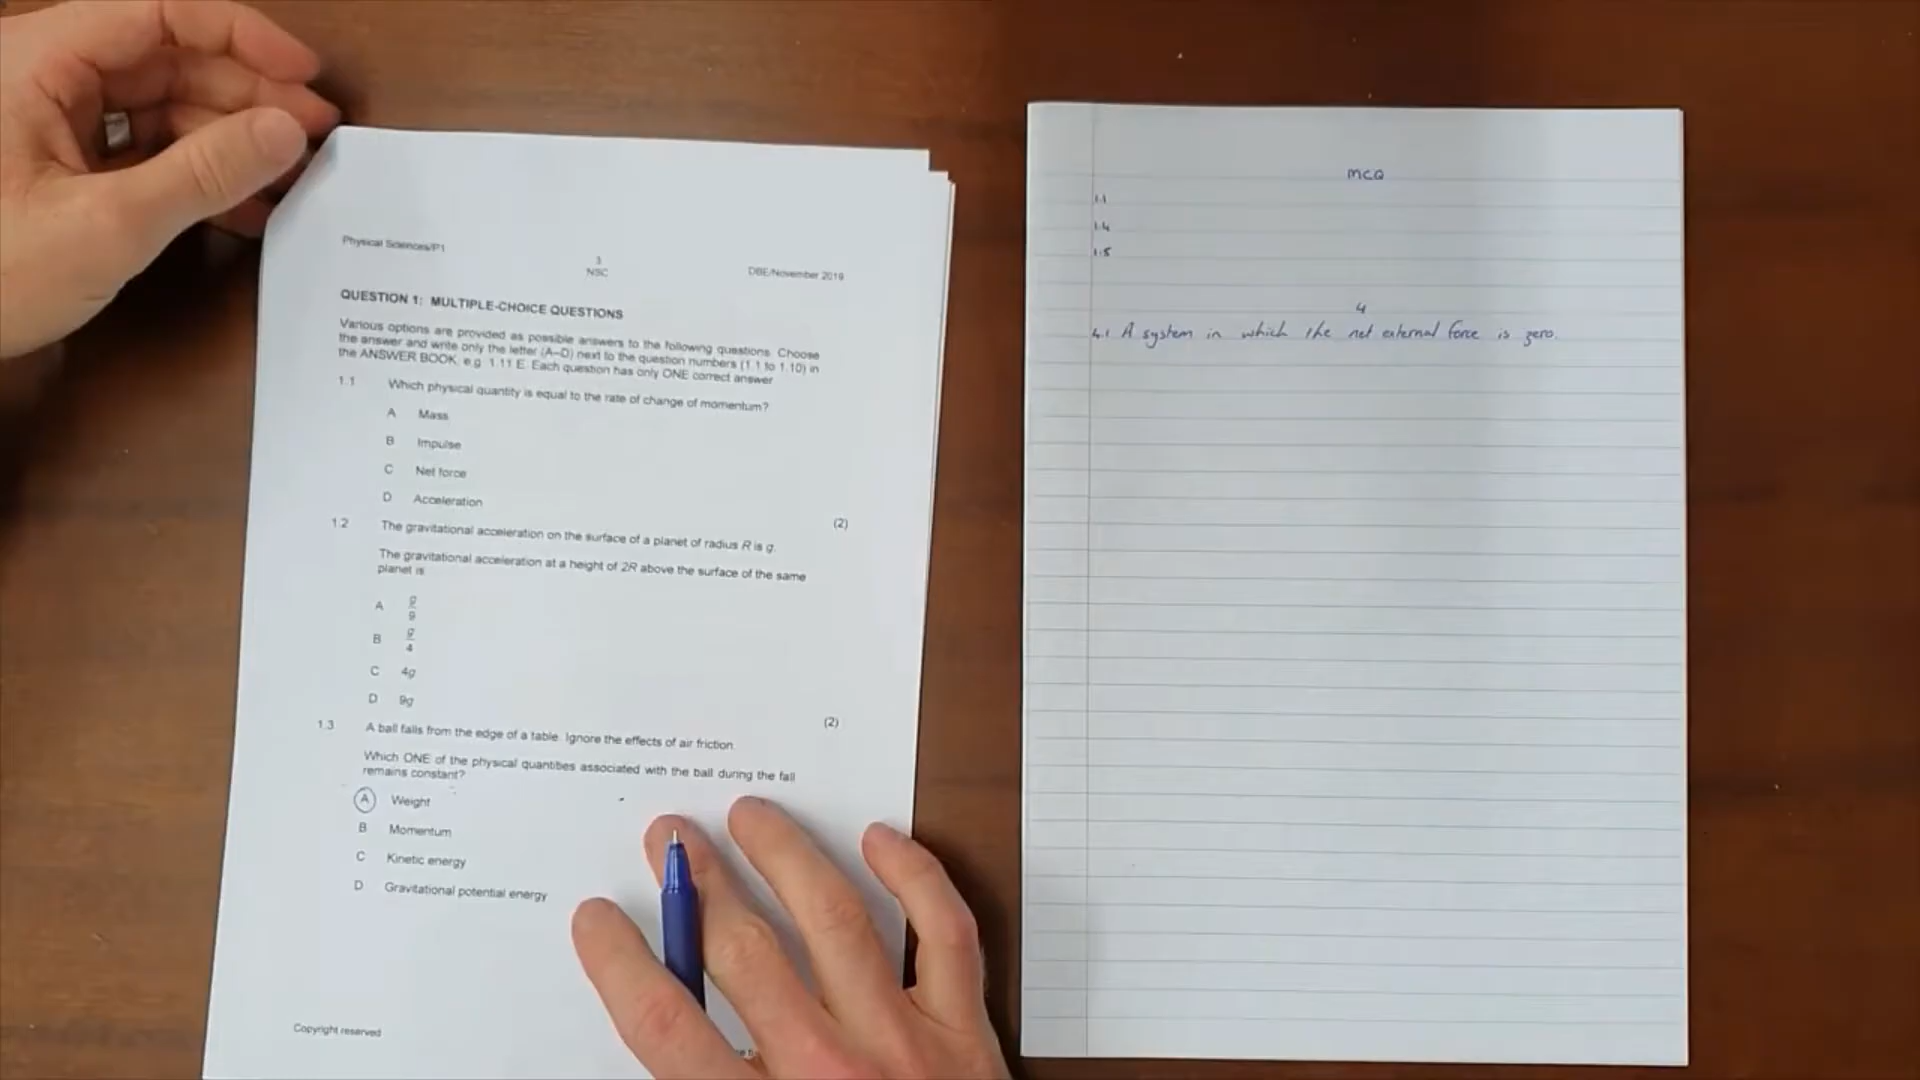 Physical Sciences/P1
3
NSC
DBE/November 2019
QUESTION 1: MULTIPLE-CHOICE QUESTIONS
Various options are provided as possible answers to the following questions. Choose
the answer and write only the letter (A–D) next to the question numbers (1.1 to 1.10) in
the ANSWER BOOK, e.g. 1.11 E. Each question has only ONE correct answer
1.1 Which physical quantity is equal to the rate of change of momentum?
A Mass
B Impulse
C Net force
D Acceleration
(2)
1.2 The gravitational acceleration on the surface of a planet of radius R is g.
The gravitational acceleration at a height of 2R above the surface of the same
planet is
A g/9
B g/4
C 4g
D 9g
(2)
1.3 A ball falls from the edge of a table. Ignore the effects of air friction.
Which ONE of the physical quantities associated with the ball during the fall
remains constant?
A Weight
B Momentum
C Kinetic energy
D Gravitational potential energy
Copyright reserved
MCQ
1.1
1.4
1.5
4
4.1 A system in which the net external force is zero.